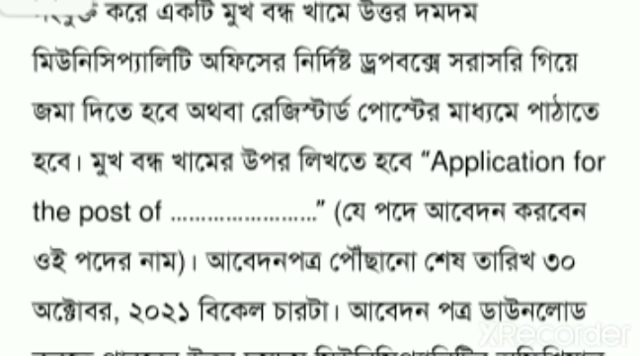 করে একটি মুখ বন্ধ খামে উত্তর দমদম
মিউনিসিপ্যালিটি অফিসের নির্দিষ্ট ড্রপবক্সে সরাসরি গিয়ে
জমা দিতে হবে অথবা রেজিস্টার্ড পোস্টের মাধ্যমে পাঠাতে
হবে। মুখ বন্ধ খামের উপর লিখতে হবে “Application for
the post of ........................” (যে পদে আবেদন করবেন
ওই পদের নাম)। আবেদনপত্র পৌঁছানো শেষ তারিখ ৩০
অক্টোবর, ২০২১ বিকেল চারটা। আবেদন পত্র ডাউনলোড
XRecorder